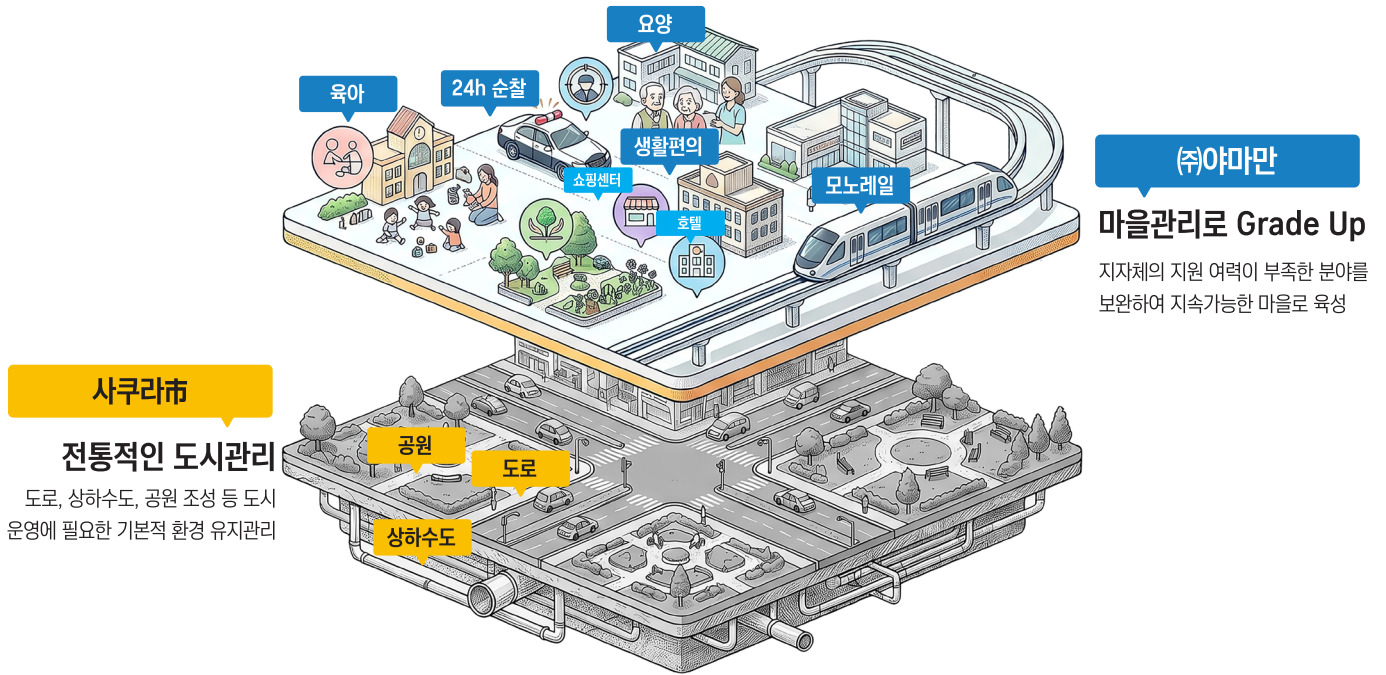 요양
육아
24h 순찰
생활편의
쇼핑센터
모노레일
호텔
㈜야마만
마을관리로 Grade Up
지자체의 지원 여력이 부족한 분야를
보완하여 지속가능한 마을로 육성
사쿠라市
전통적인 도시관리
도로, 상하수도, 공원 조성 등 도시
운영에 필요한 기본적 환경 유지관리
공원
도로
상하수도